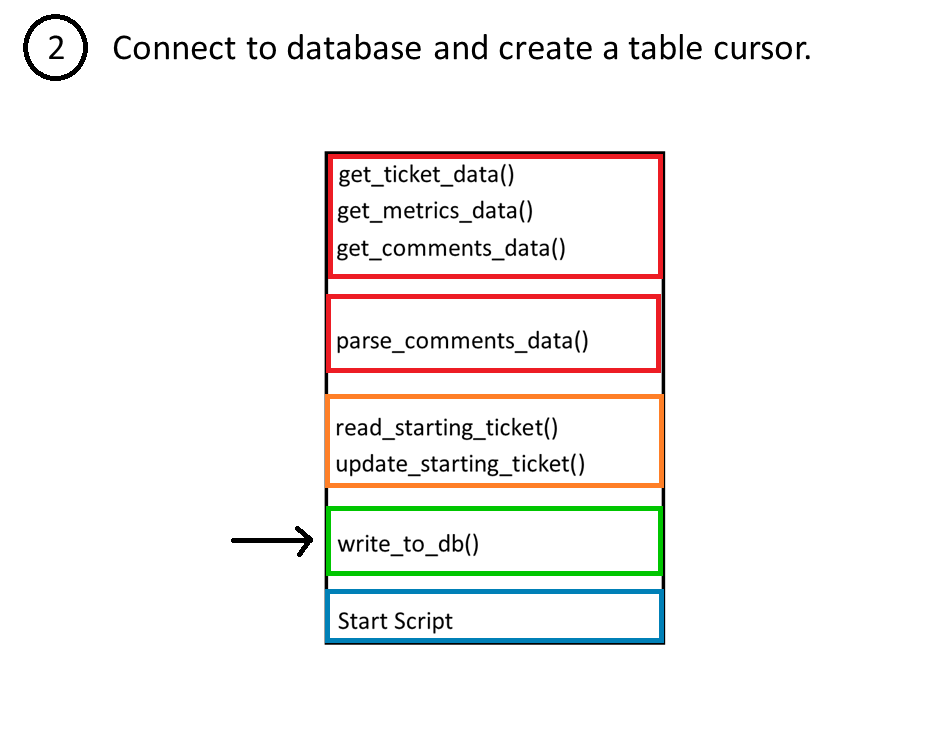 2 Connect to database and create a table cursor.
get_ticket_data()
get_metrics_data()
get_comments_data()
parse_comments_data()
read_starting_ticket()
update_starting_ticket()
write_to_db()
Start Script